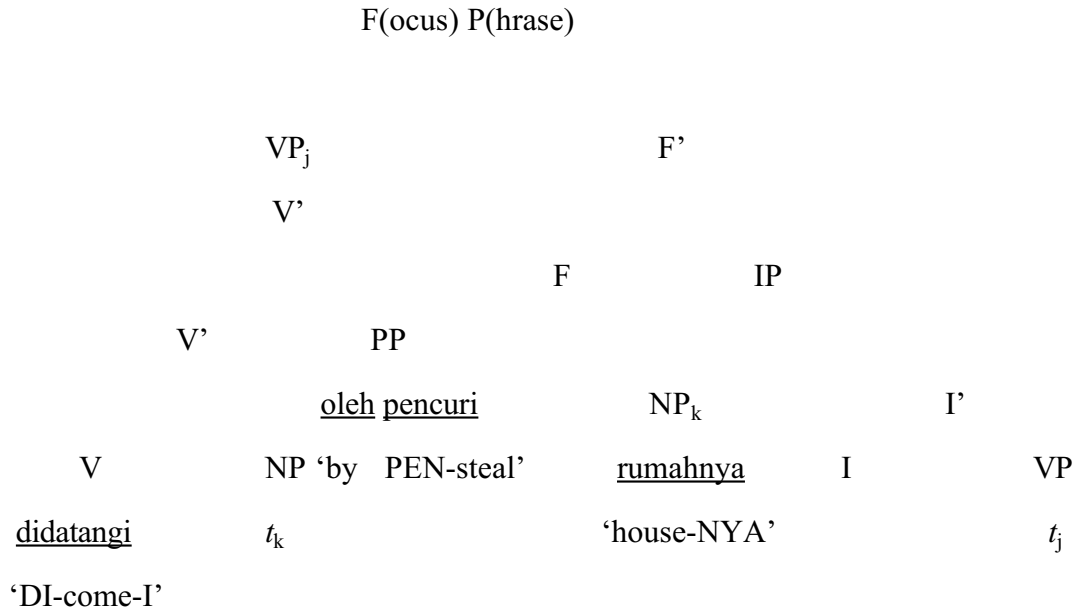 F(ocus) P(hrase)
VPj F’
V’
F IP
V’ PP
oleh pencuri NPk I’
V NP ‘by PEN-steal’ rumahnya I VP
didatangi tk ‘house-NYA’ tj
‘DI-come-I’